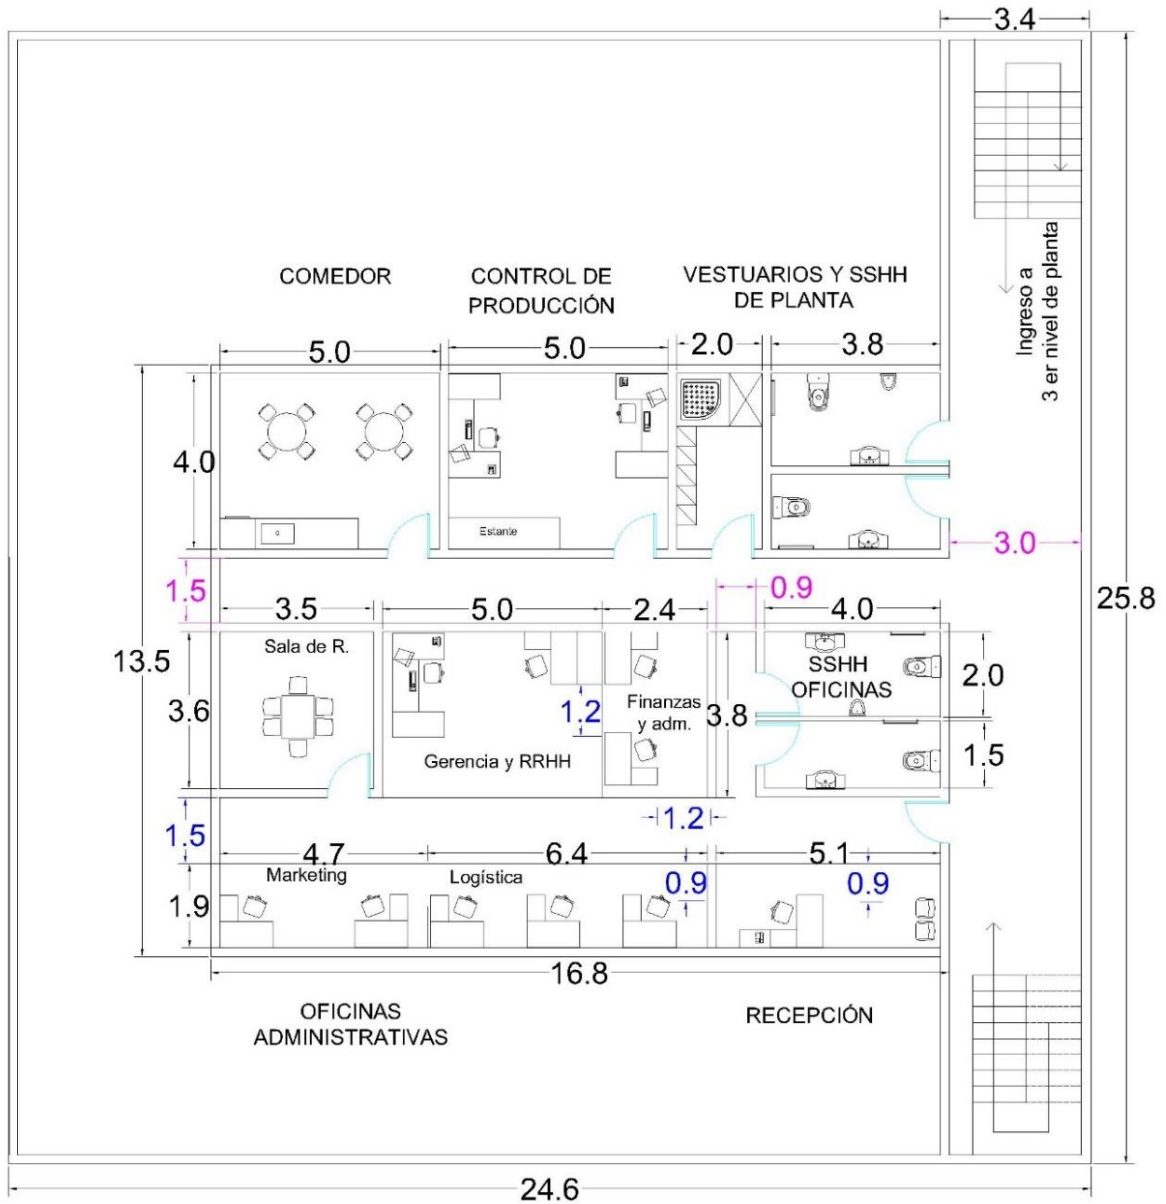 3.4
COMEDOR
CONTROL DE
PRODUCCIÓN
VESTUARIOS Y SSHH
DE PLANTA
Ingreso a
3 er nivel de planta
5.0
5.0
2.0
3.8
4.0
Estante
3.0
1.5
0.9
25.8
3.5
5.0
2.4
4.0
13.5
Sala de R.
SSHH
OFICINAS
2.0
3.6
1.2
Finanzas
y adm.
3.8
Gerencia y RRHH
1.5
1.5
1.2
4.7
6.4
5.1
Marketing
Logística
0.9
0.9
1.9
16.8
OFICINAS
ADMINISTRATIVAS
RECEPCIÓN
24.6